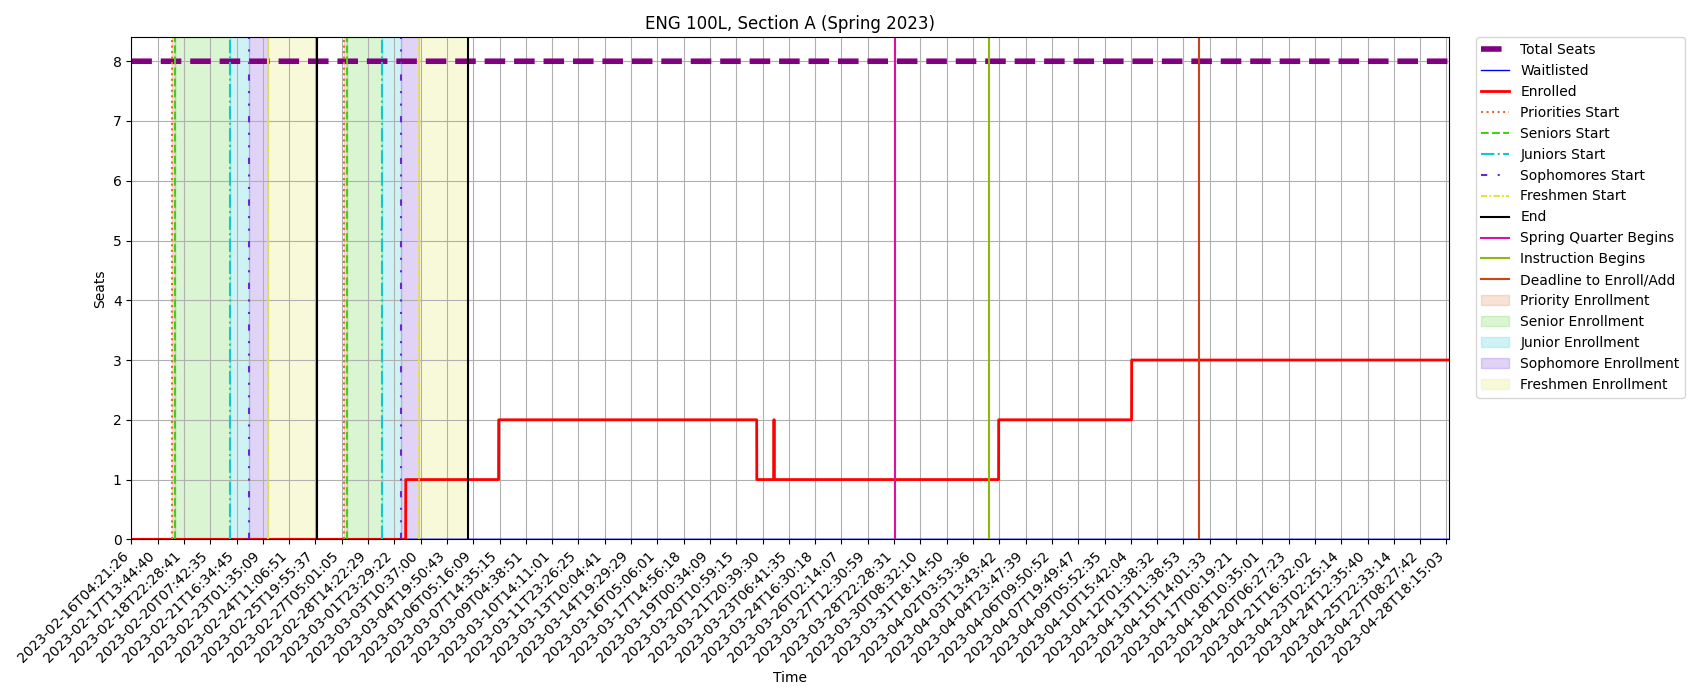 ENG 100L, Section A (Spring 2023)
8
7
6
5
4
3
2
1
0
Seats
2023-02-16T04:21:26
2023-02-17T13:44:40
2023-02-18T22:28:41
2023-02-20T07:42:35
2023-02-21T16:34:45
2023-02-23T01:35:09
2023-02-24T11:06:51
2023-02-25T19:55:37
2023-02-27T05:01:05
2023-02-28T14:22:29
2023-03-01T23:29:22
2023-03-03T10:37:00
2023-03-04T19:50:43
2023-03-06T05:16:09
2023-03-07T14:35:15
2023-03-09T04:38:51
2023-03-10T14:11:01
2023-03-11T23:26:25
2023-03-13T10:04:41
2023-03-14T19:29:29
2023-03-16T05:06:01
2023-03-17T14:56:18
2023-03-19T00:34:09
2023-03-20T10:59:15
2023-03-21T20:39:30
2023-03-23T06:41:35
2023-03-24T16:30:18
2023-03-26T02:14:07
2023-03-27T12:30:59
2023-03-28T22:28:31
2023-03-30T08:32:10
2023-03-31T18:14:50
2023-04-02T03:53:36
2023-04-03T13:43:42
2023-04-04T23:47:39
2023-04-06T09:50:52
2023-04-07T19:49:47
2023-04-09T05:52:35
2023-04-10T15:42:04
2023-04-12T01:38:32
2023-04-13T11:38:53
2023-04-15T14:01:33
2023-04-17T00:19:21
2023-04-18T10:35:01
2023-04-20T06:27:23
2023-04-21T16:32:02
2023-04-23T02:25:14
2023-04-24T12:35:40
2023-04-25T22:33:14
2023-04-27T08:27:42
2023-04-28T18:15:03
Time
Total Seats
Waitlisted
Enrolled
Priorities Start
Seniors Start
Juniors Start
Sophomores Start
Freshmen Start
End
Spring Quarter Begins
Instruction Begins
Deadline to Enroll/Add
Priority Enrollment
Senior Enrollment
Junior Enrollment
Sophomore Enrollment
Freshmen Enrollment